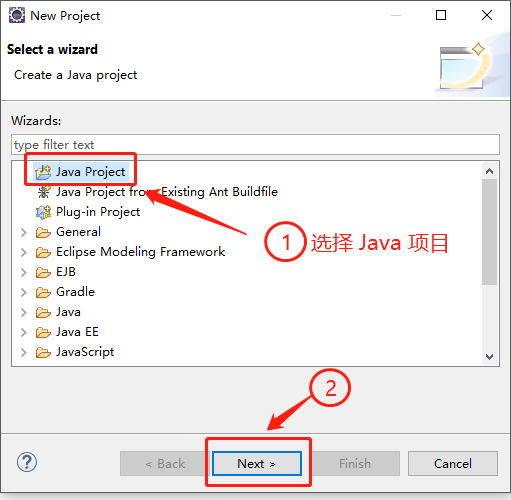 New Project
Select a wizard
Create a Java project
Wizards:
type filter text
Java Project
Java Project from Existing Ant Buildfile
Plug-in Project
General
Eclipse Modeling Framework
EJB
Gradle
Java
Java EE
JavaScript
1 选择 Java 项目
2
?
< Back
Next >
Finish
Cancel